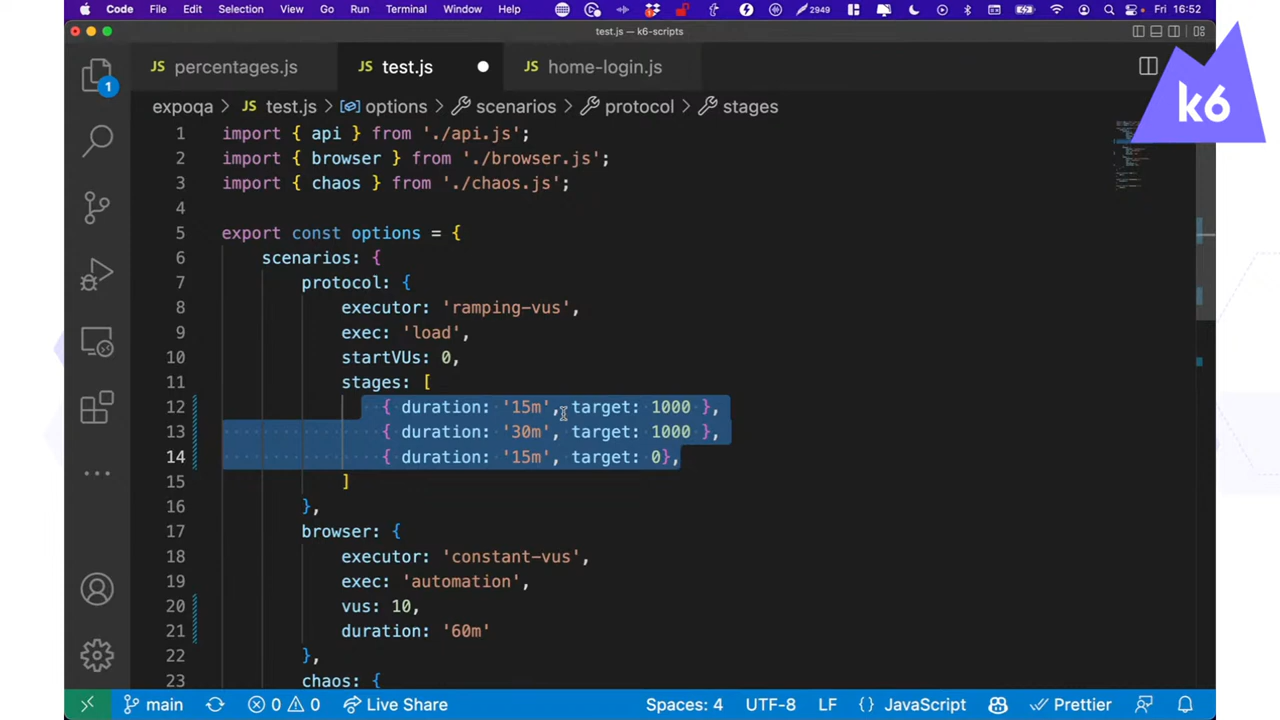 Code File Edit Selection View Go Run Terminal Window Help 2949 Fri 16:52
test.js — k6-scripts
JS percentages.js JS test.js JS home-login.js
k6
expoqa > JS test.js > options > scenarios > protocol > stages
1 import { api } from './api.js';
2 import { browser } from './browser.js';
3 import { chaos } from './chaos.js';
4
5 export const options = {
6 scenarios: {
7 protocol: {
8 executor: 'ramping-vus',
9 exec: 'load',
10 startVUs: 0,
11 stages: [
12 { duration: '15m', target: 1000 },
13 { duration: '30m', target: 1000 },
14 { duration: '15m', target: 0},
15 ]
16 },
17 browser: {
18 executor: 'constant-vus',
19 exec: 'automation',
20 vus: 10,
21 duration: '60m'
22 },
23 chaos: {
1
main 0 0 Live Share Spaces: 4 UTF-8 LF {} JavaScript Prettier